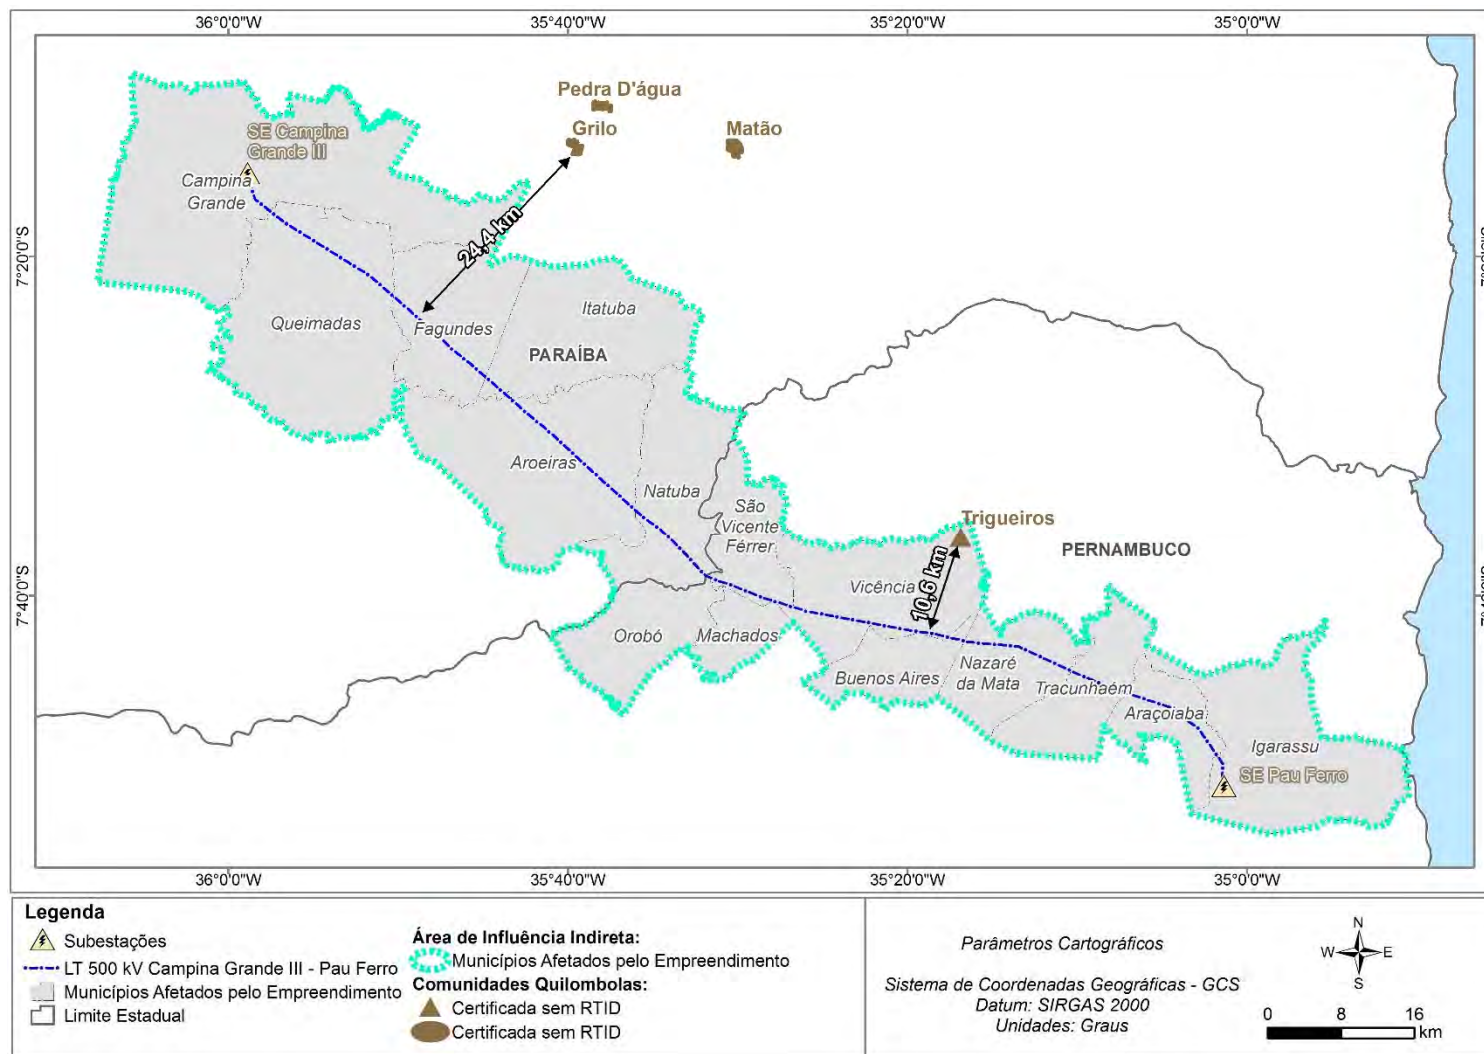 36°0'0"W
35°40'0"W
35°20'0"W
35°0'0"W
Pedra D'água
Grilo
Matão
SE Campina
Grande III
Campina
Grande
24,4 km
7°20'0"S
Queimadas
Fagundes
Itatuba
PARAÍBA
Aroeiras
Natuba
São
Vicente
Férrer
Trigueiros
PERNAMBUCO
10,6 km
Vicência
7°40'0"S
Orobó
Machados
Buenos Aires
Nazaré
da Mata
Tracunhaém
Araçoiaba
Igarassu
SE Pau Ferro
36°0'0"W
35°40'0"W
35°20'0"W
35°0'0"W
Legenda
Subestações
LT 500 kV Campina Grande III - Pau Ferro
Municípios Afetados pelo Empreendimento
Limite Estadual
Área de Influência Indireta:
Municípios Afetados pelo Empreendimento
Comunidades Quilombolas:
Certificada sem RTID
Certificada sem RTID
Parâmetros Cartográficos
Sistema de Coordenadas Geográficas - GCS
Datum: SIRGAS 2000
Unidades: Graus
N
W E
S
0 8 16
km